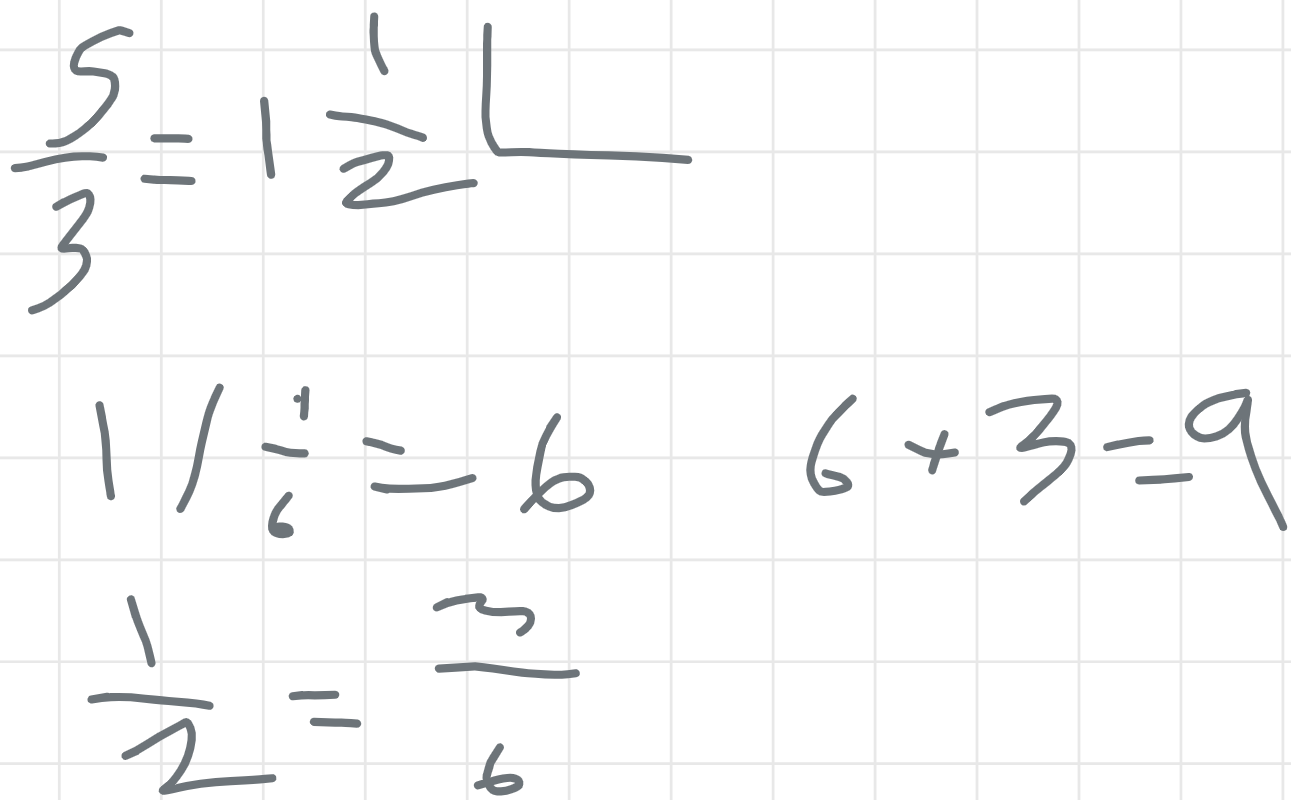 5/3 = 1 1/2
1 / 1/6 = 6
6 + 3 = 9
1/2 = 3/6